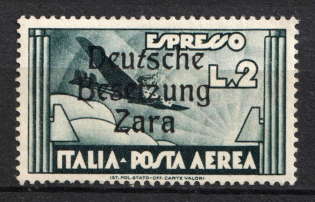 ESPRESSO
Deutsche
L.2
Besetzung
Zara
ITALIA-POSTA AEREA
IST. POL. STATO-OFF. CARTE VALORI